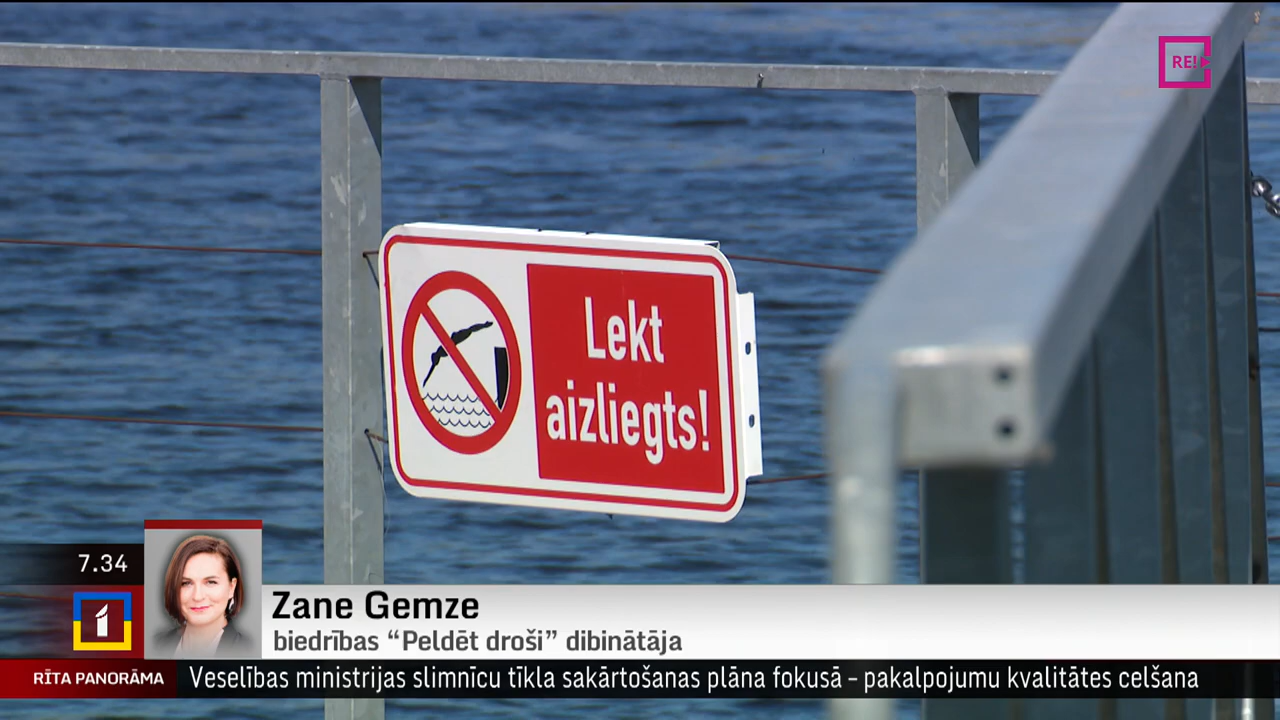 RE!
Lekt
aizliegts!
7.34
1
Zane Gemze
biedrības “Peldēt droši” dibinātāja
RĪTA PANORĀMA
Veselības ministrijas slimnīcu tīkla sakārtošanas plāna fokusā – pakalpojumu kvalitātes celšana